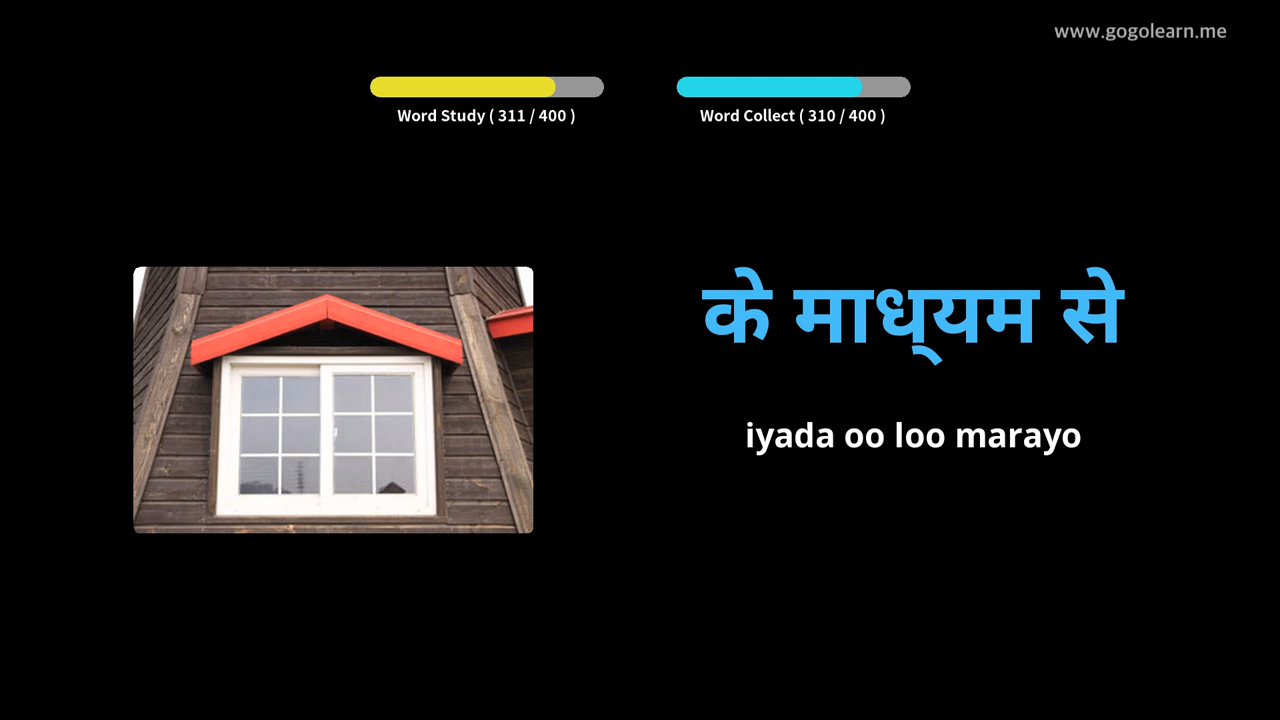 www.gogolearn.me
Word Study ( 311 / 400 )
Word Collect ( 310 / 400 )
के माध्‌यम से
iyada oo loo marayo